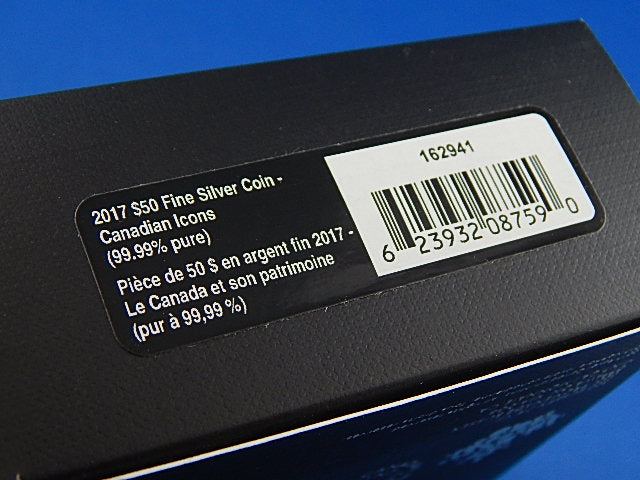 2017 $50 Fine Silver Coin -
Canadian Icons
(99.99% pure)
Pièce de 50 $ en argent fin 2017 -
Le Canada et son patrimoine
(pur à 99,99 %)
162941
6 23932 08759 0